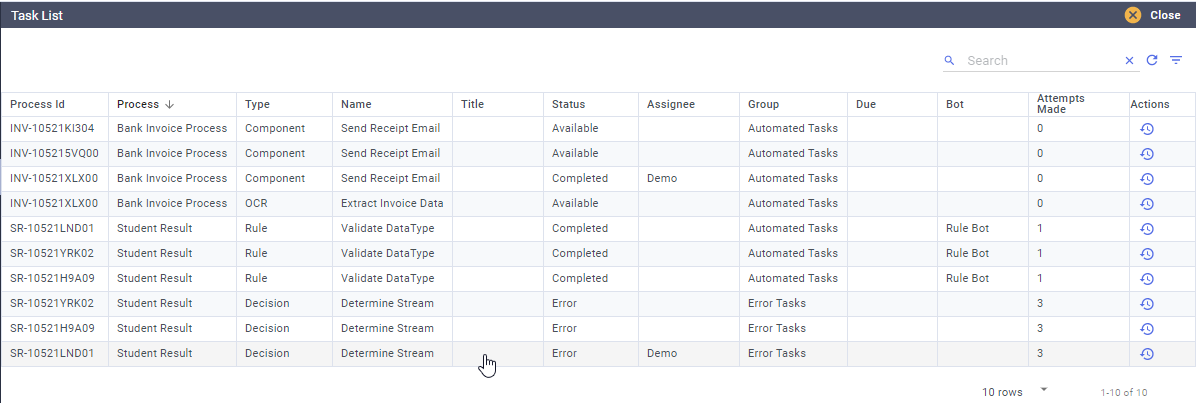 Task List Close
Search
Process Id Process Type Name Title Status Assignee Group Due Bot Attempts Made Actions
INV-10521KI304 Bank Invoice Process Component Send Receipt Email Available Automated Tasks 0
INV-105215VQ00 Bank Invoice Process Component Send Receipt Email Available Automated Tasks 0
INV-10521XLX00 Bank Invoice Process Component Send Receipt Email Completed Demo Automated Tasks 0
INV-10521XLX00 Bank Invoice Process OCR Extract Invoice Data Available Automated Tasks 0
SR-10521LND01 Student Result Rule Validate DataType Completed Automated Tasks Rule Bot 1
SR-10521YRK02 Student Result Rule Validate DataType Completed Automated Tasks Rule Bot 1
SR-10521H9A09 Student Result Rule Validate DataType Completed Automated Tasks Rule Bot 1
SR-10521YRK02 Student Result Decision Determine Stream Error Error Tasks 3
SR-10521H9A09 Student Result Decision Determine Stream Error Error Tasks 3
SR-10521LND01 Student Result Decision Determine Stream Error Demo Error Tasks 3
10 rows 1-10 of 10